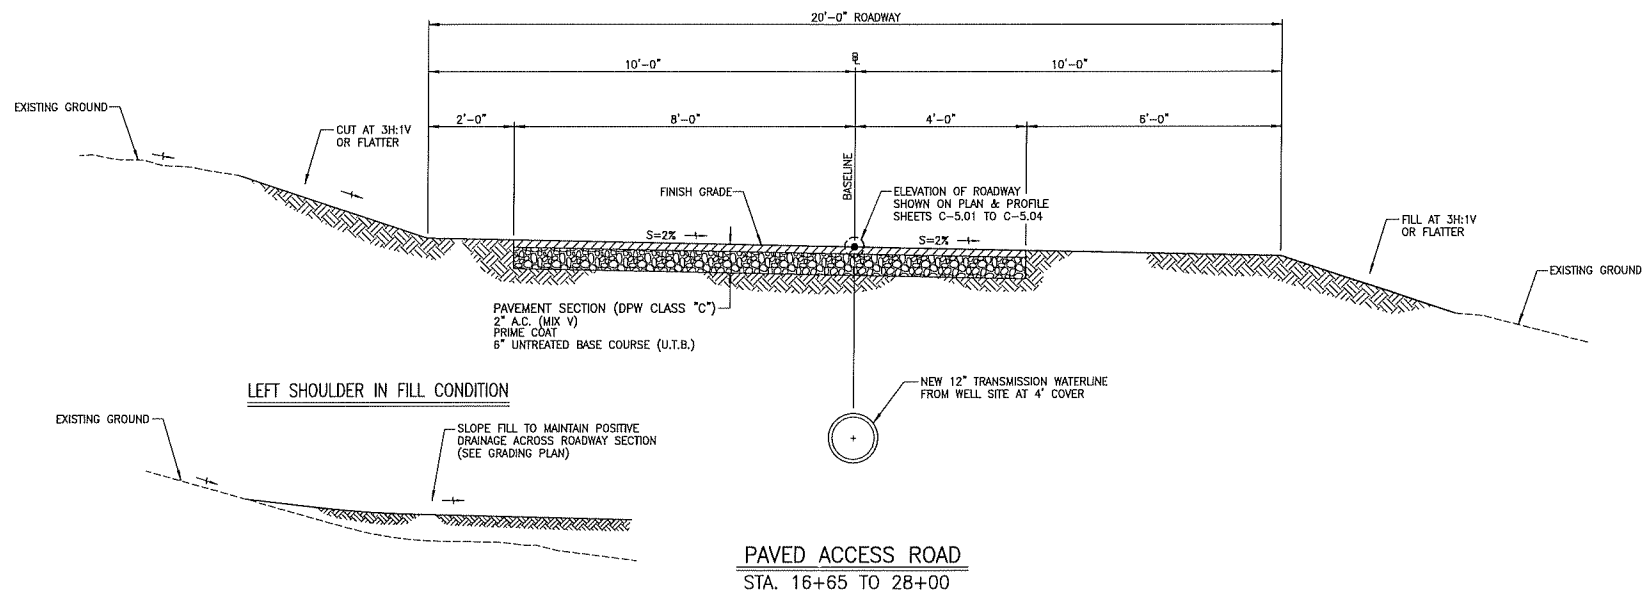 20'-0" ROADWAY
10'-0"
10'-0"
EXISTING GROUND
CUT AT 3H:1V
OR FLATTER
2'-0"
8'-0"
4'-0"
6'-0"
BASELINE
FINISH GRADE
ELEVATION OF ROADWAY
SHOWN ON PLAN & PROFILE
SHEETS C-5.01 TO C-5.04
FILL AT 3H:1V
OR FLATTER
S=2%
S=2%
EXISTING GROUND
PAVEMENT SECTION (DPW CLASS "C")
2" A.C. (MIX V)
PRIME COAT
6" UNTREATED BASE COURSE (U.T.B.)
LEFT SHOULDER IN FILL CONDITION
NEW 12" TRANSMISSION WATERLINE
FROM WELL SITE AT 4' COVER
EXISTING GROUND
SLOPE FILL TO MAINTAIN POSITIVE
DRAINAGE ACROSS ROADWAY SECTION
(SEE GRADING PLAN)
PAVED ACCESS ROAD
STA. 16+65 TO 28+00